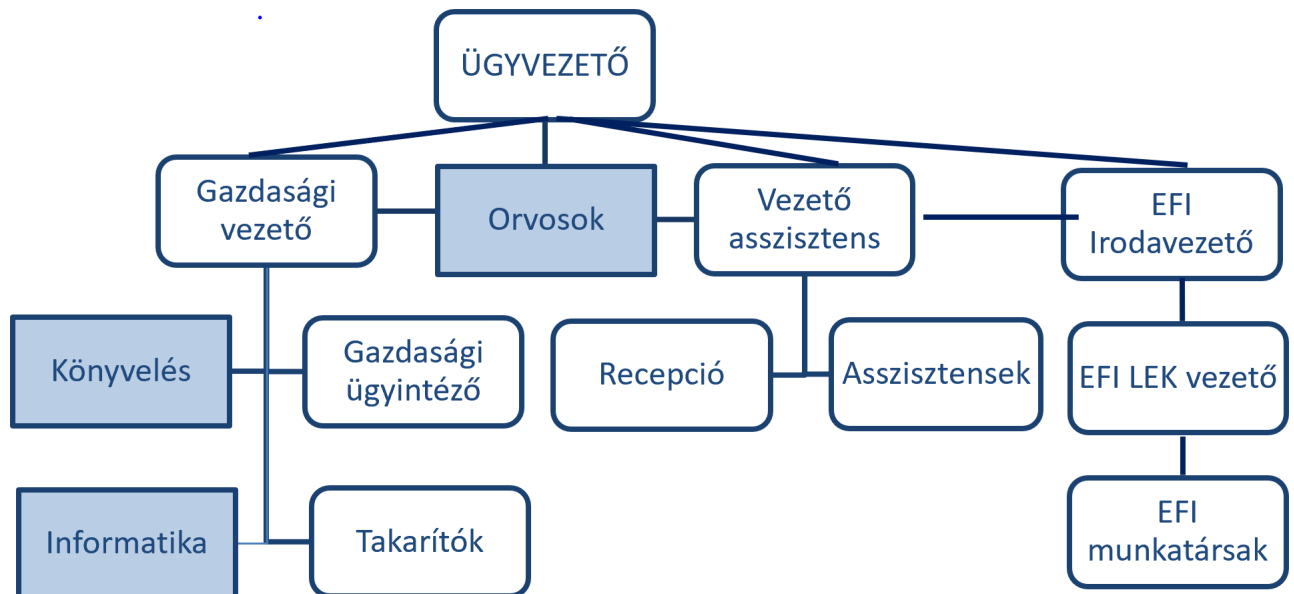 ÜGYVEZETŐ
Gazdasági
vezető
Orvosok
Vezető
asszisztens
EFI
Irodavezető
Könyvelés
Gazdasági
ügyintéző
Recepció
Asszisztensek
EFI LEK vezető
Informatika
Takarítók
EFI
munkatársak